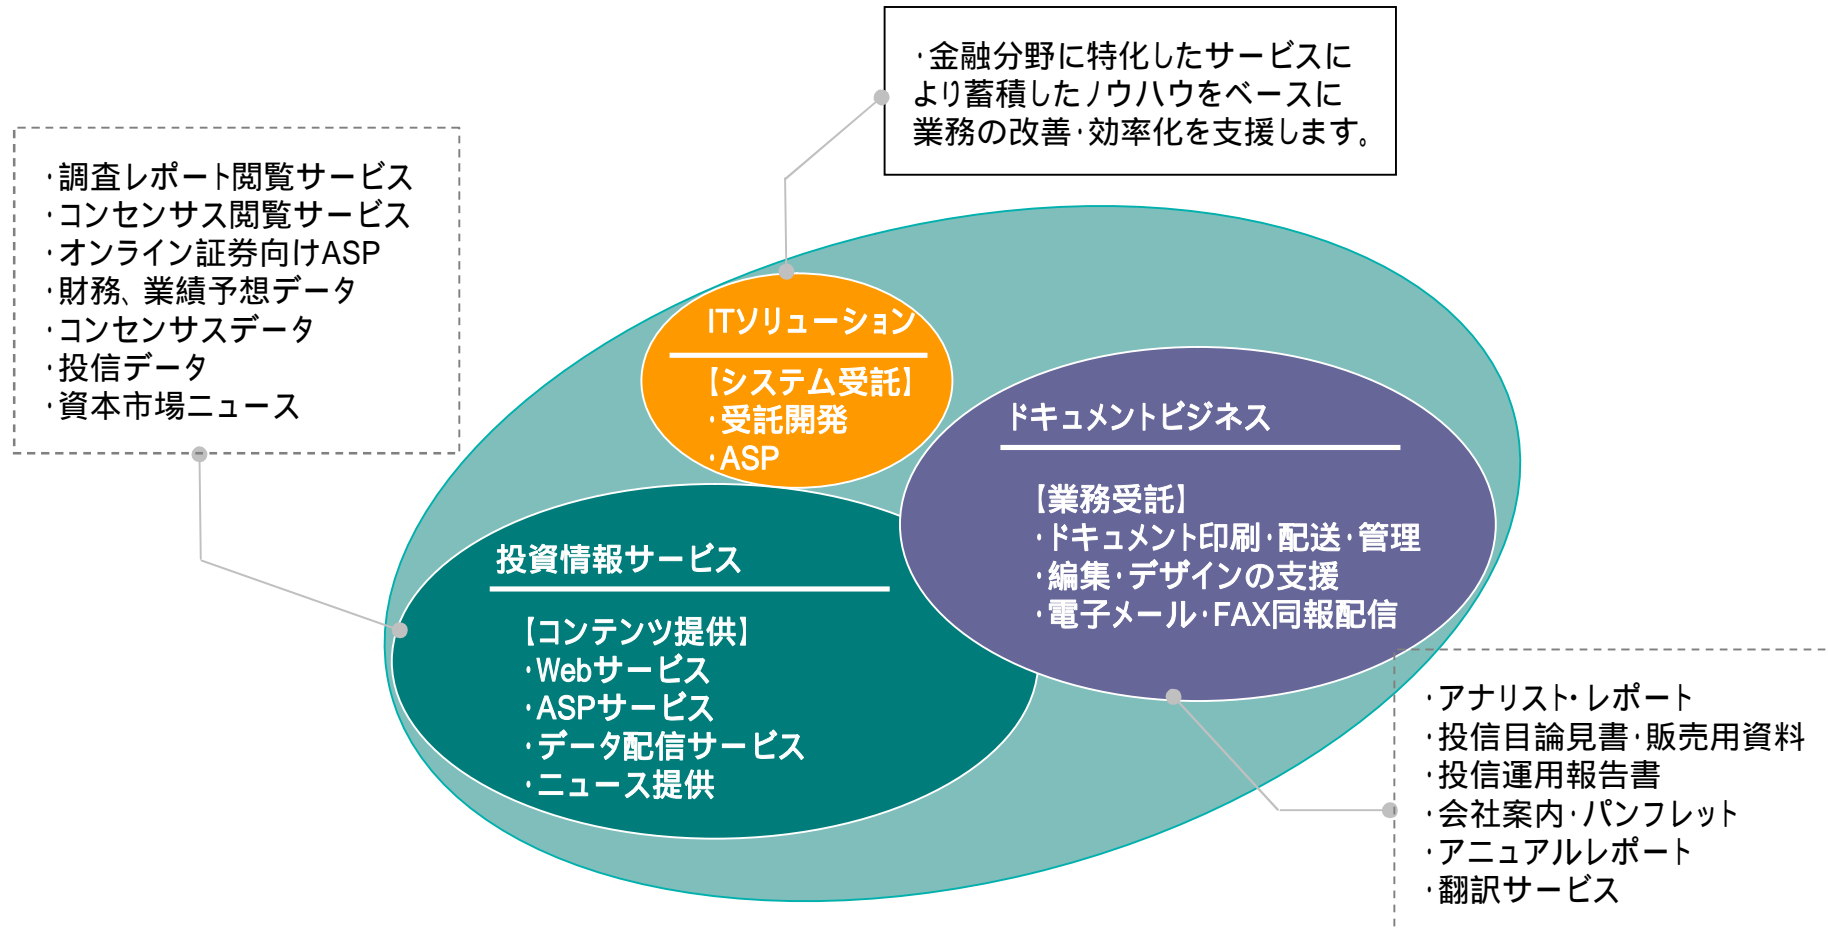 ・金融分野に特化したサービスに
より蓄積したノウハウをベースに
業務の改善・効率化を支援します。
・調査レポート閲覧サービス
・コンセンサス閲覧サービス
・オンライン証券向けASP
・財務、業績予想データ
・コンセンサスデータ
・投信データ
・資本市場ニュース
ITソリューション
【システム受託】
・受託開発
・ASP
ドキュメントビジネス
【業務受託】
・ドキュメント印刷・配送・管理
・編集・デザインの支援
・電子メール・FAX同報配信
投資情報サービス
【コンテンツ提供】
・Webサービス
・ASPサービス
・データ配信サービス
・ニュース提供
・アナリスト・レポート
・投信目論見書・販売用資料
・投信運用報告書
・会社案内・パンフレット
・アニュアルレポート
・翻訳サービス